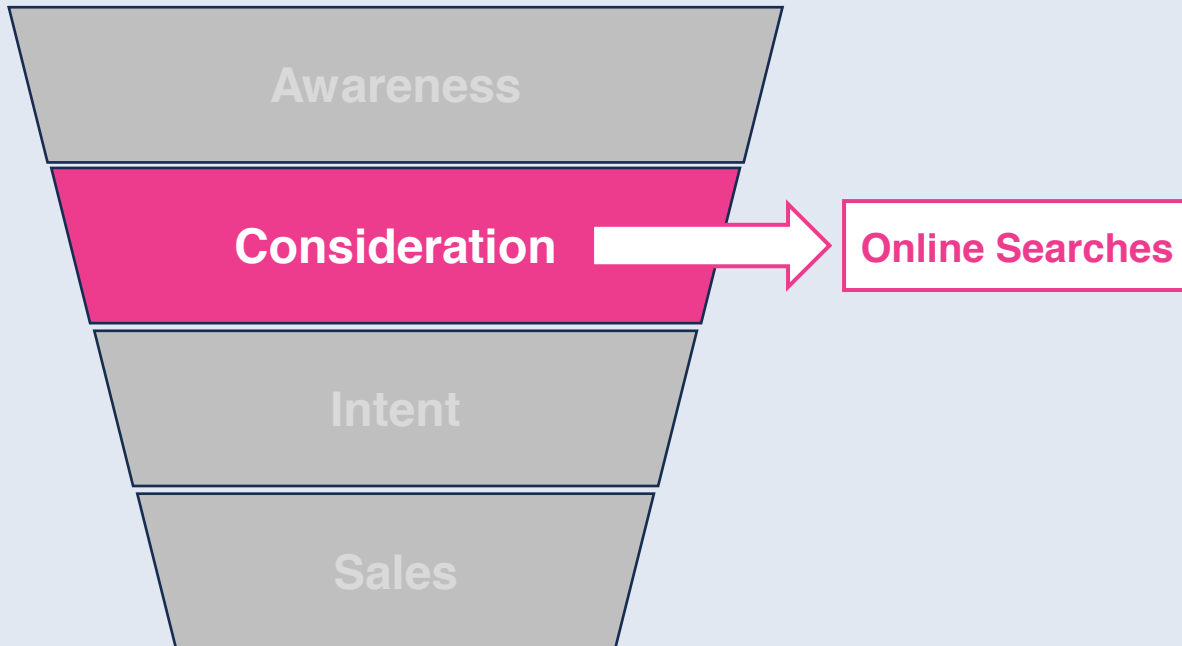 Awareness
Consideration
Online Searches
Intent
Sales